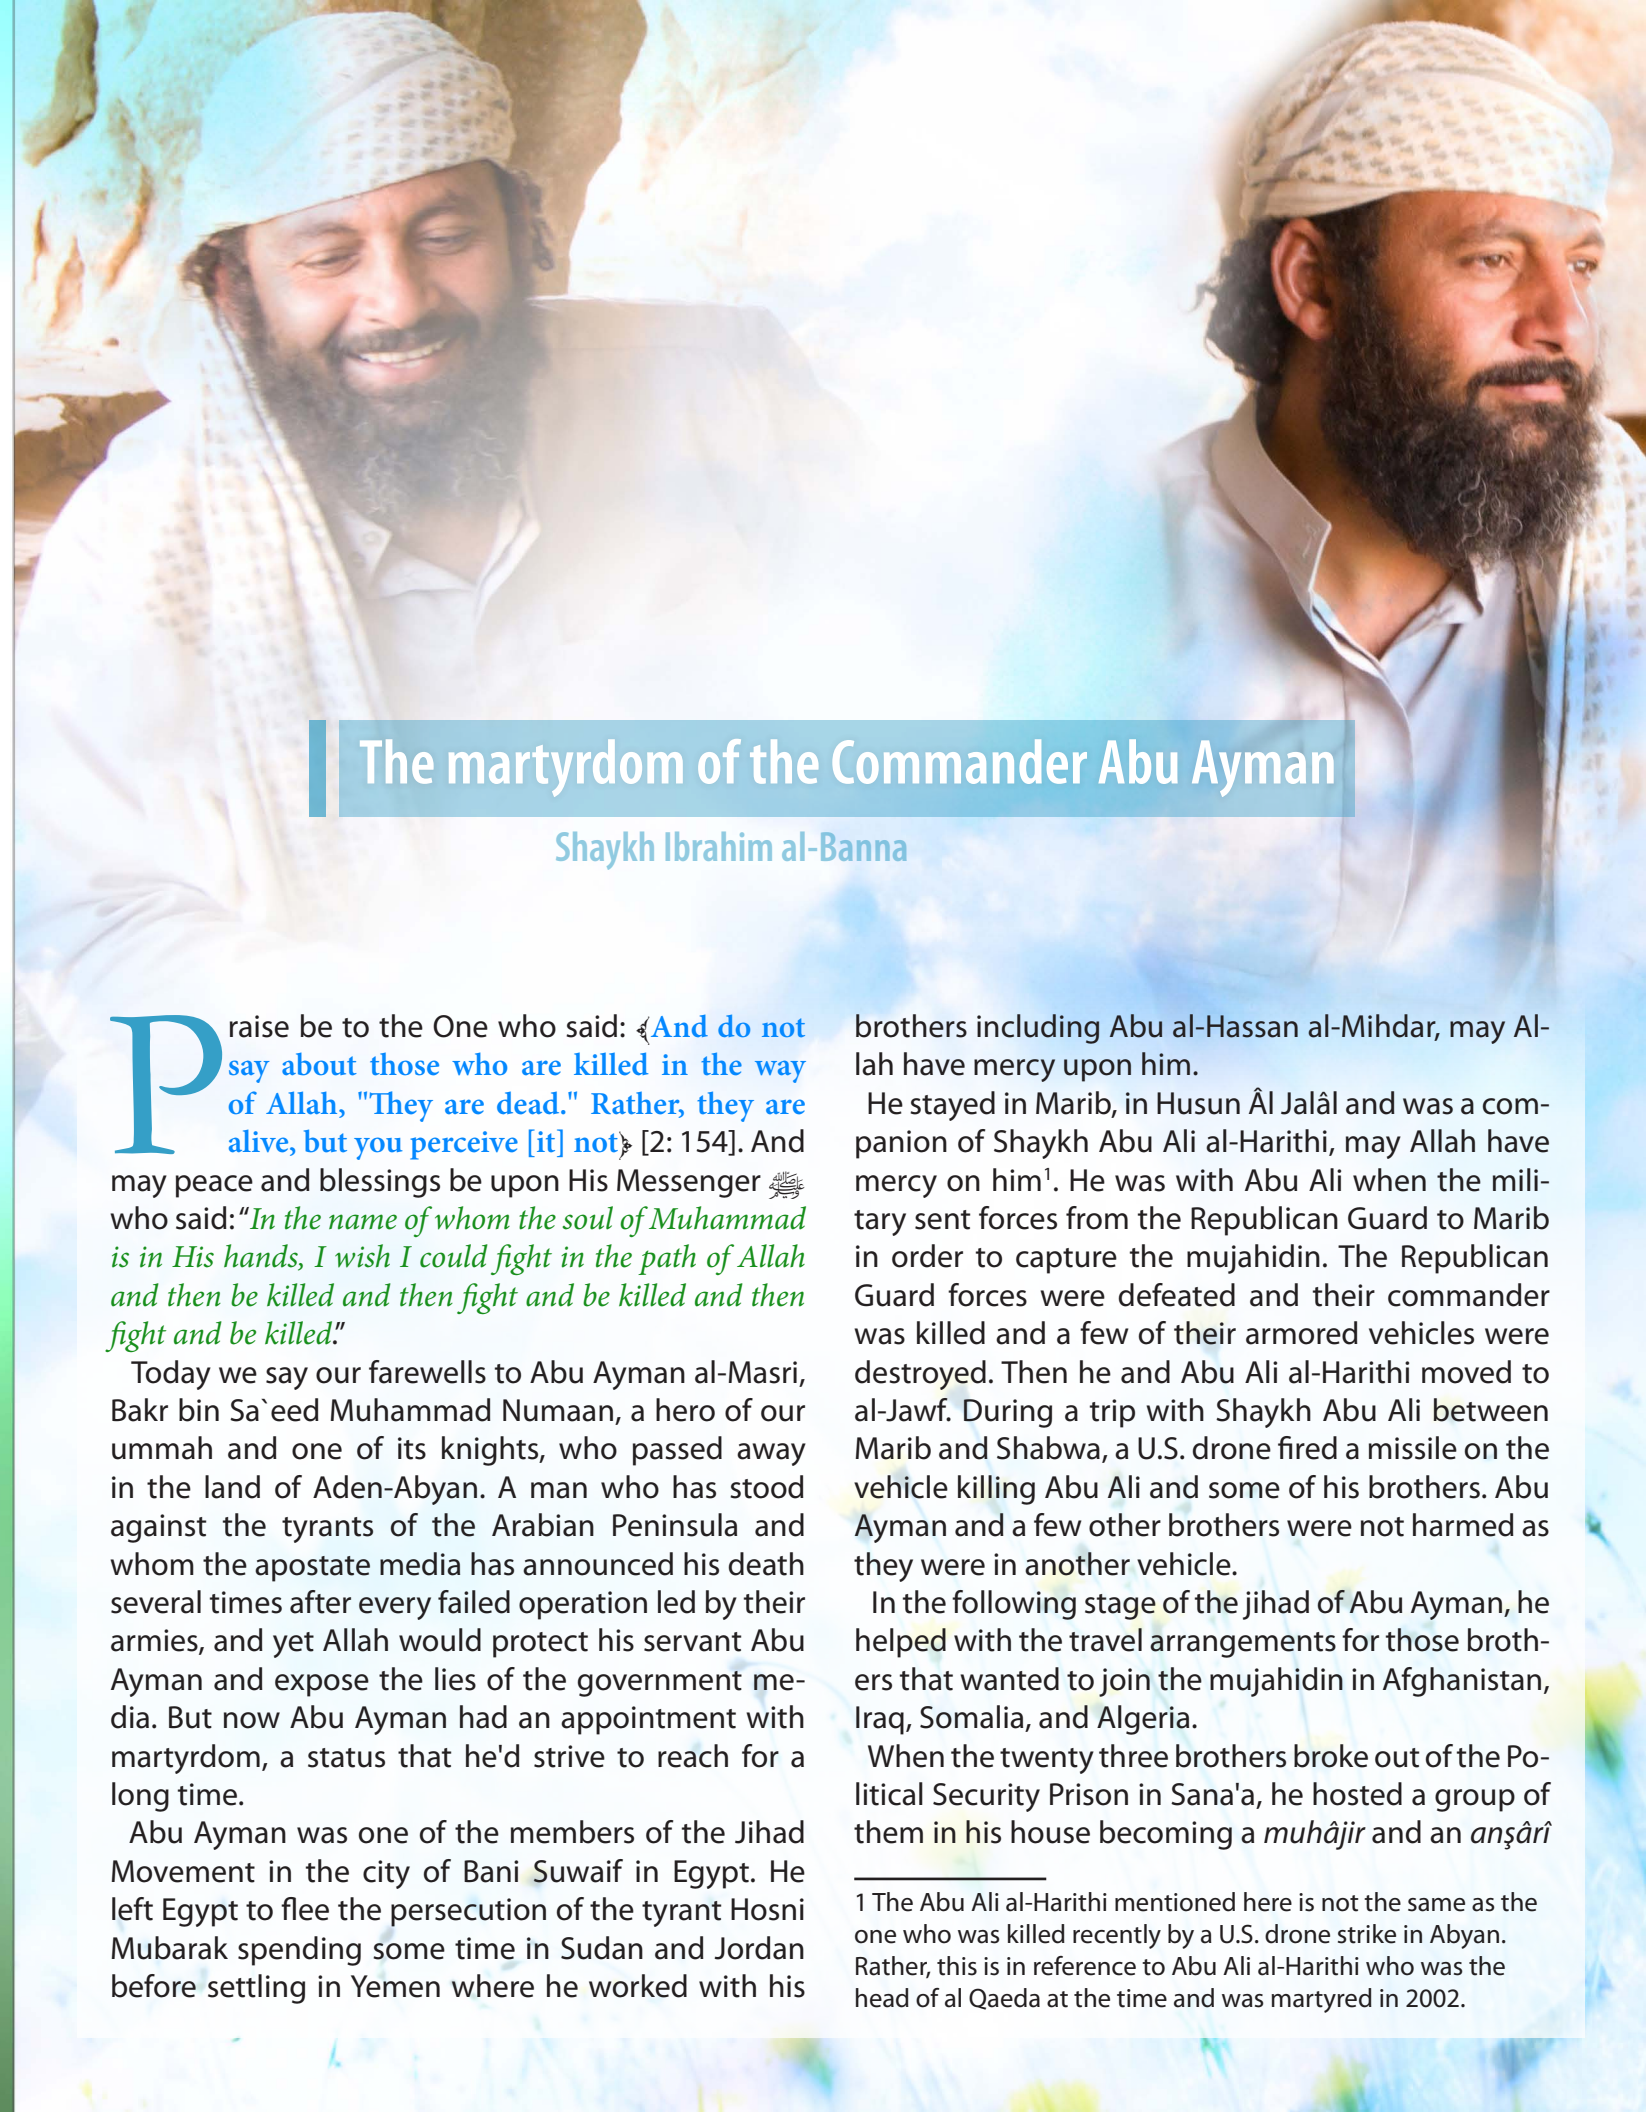 The martyrdom of the Commander Abu Ayman
Shaykh Ibrahim al-Banna
Praise be to the One who said: ﴾And do not
say about those who are killed in the way
of Allah, "They are dead." Rather, they are
alive, but you perceive [it] not﴿ [2: 154]. And
may peace and blessings be upon His Messenger ﷺ
who said: “In the name of whom the soul of Muhammad
is in His hands, I wish I could fight in the path of Allah
and then be killed and then fight and be killed and then
fight and be killed.”
Today we say our farewells to Abu Ayman al-Masri,
Bakr bin Sa`eed Muhammad Numaan, a hero of our
ummah and one of its knights, who passed away
in the land of Aden-Abyan. A man who has stood
against the tyrants of the Arabian Peninsula and
whom the apostate media has announced his death
several times after every failed operation led by their
armies, and yet Allah would protect his servant Abu
Ayman and expose the lies of the government me-
dia. But now Abu Ayman had an appointment with
martyrdom, a status that he'd strive to reach for a
long time.
Abu Ayman was one of the members of the Jihad
Movement in the city of Bani Suwaif in Egypt. He
left Egypt to flee the persecution of the tyrant Hosni
Mubarak spending some time in Sudan and Jordan
before settling in Yemen where he worked with his
brothers including Abu al-Hassan al-Mihdar, may Al-
lah have mercy upon him.
He stayed in Marib, in Husun Âl Jalâl and was a com-
panion of Shaykh Abu Ali al-Harithi, may Allah have
mercy on him¹. He was with Abu Ali when the mili-
tary sent forces from the Republican Guard to Marib
in order to capture the mujahidin. The Republican
Guard forces were defeated and their commander
was killed and a few of their armored vehicles were
destroyed. Then he and Abu Ali al-Harithi moved to
al-Jawf. During a trip with Shaykh Abu Ali between
Marib and Shabwa, a U.S. drone fired a missile on the
vehicle killing Abu Ali and some of his brothers. Abu
Ayman and a few other brothers were not harmed as
they were in another vehicle.
In the following stage of the jihad of Abu Ayman, he
helped with the travel arrangements for those broth-
ers that wanted to join the mujahidin in Afghanistan,
Iraq, Somalia, and Algeria.
When the twenty three brothers broke out of the Po-
litical Security Prison in Sana'a, he hosted a group of
them in his house becoming a muhâjir and an anşârî
1 The Abu Ali al-Harithi mentioned here is not the same as the
one who was killed recently by a U.S. drone strike in Abyan.
Rather, this is in reference to Abu Ali al-Harithi who was the
head of al Qaeda at the time and was martyred in 2002.